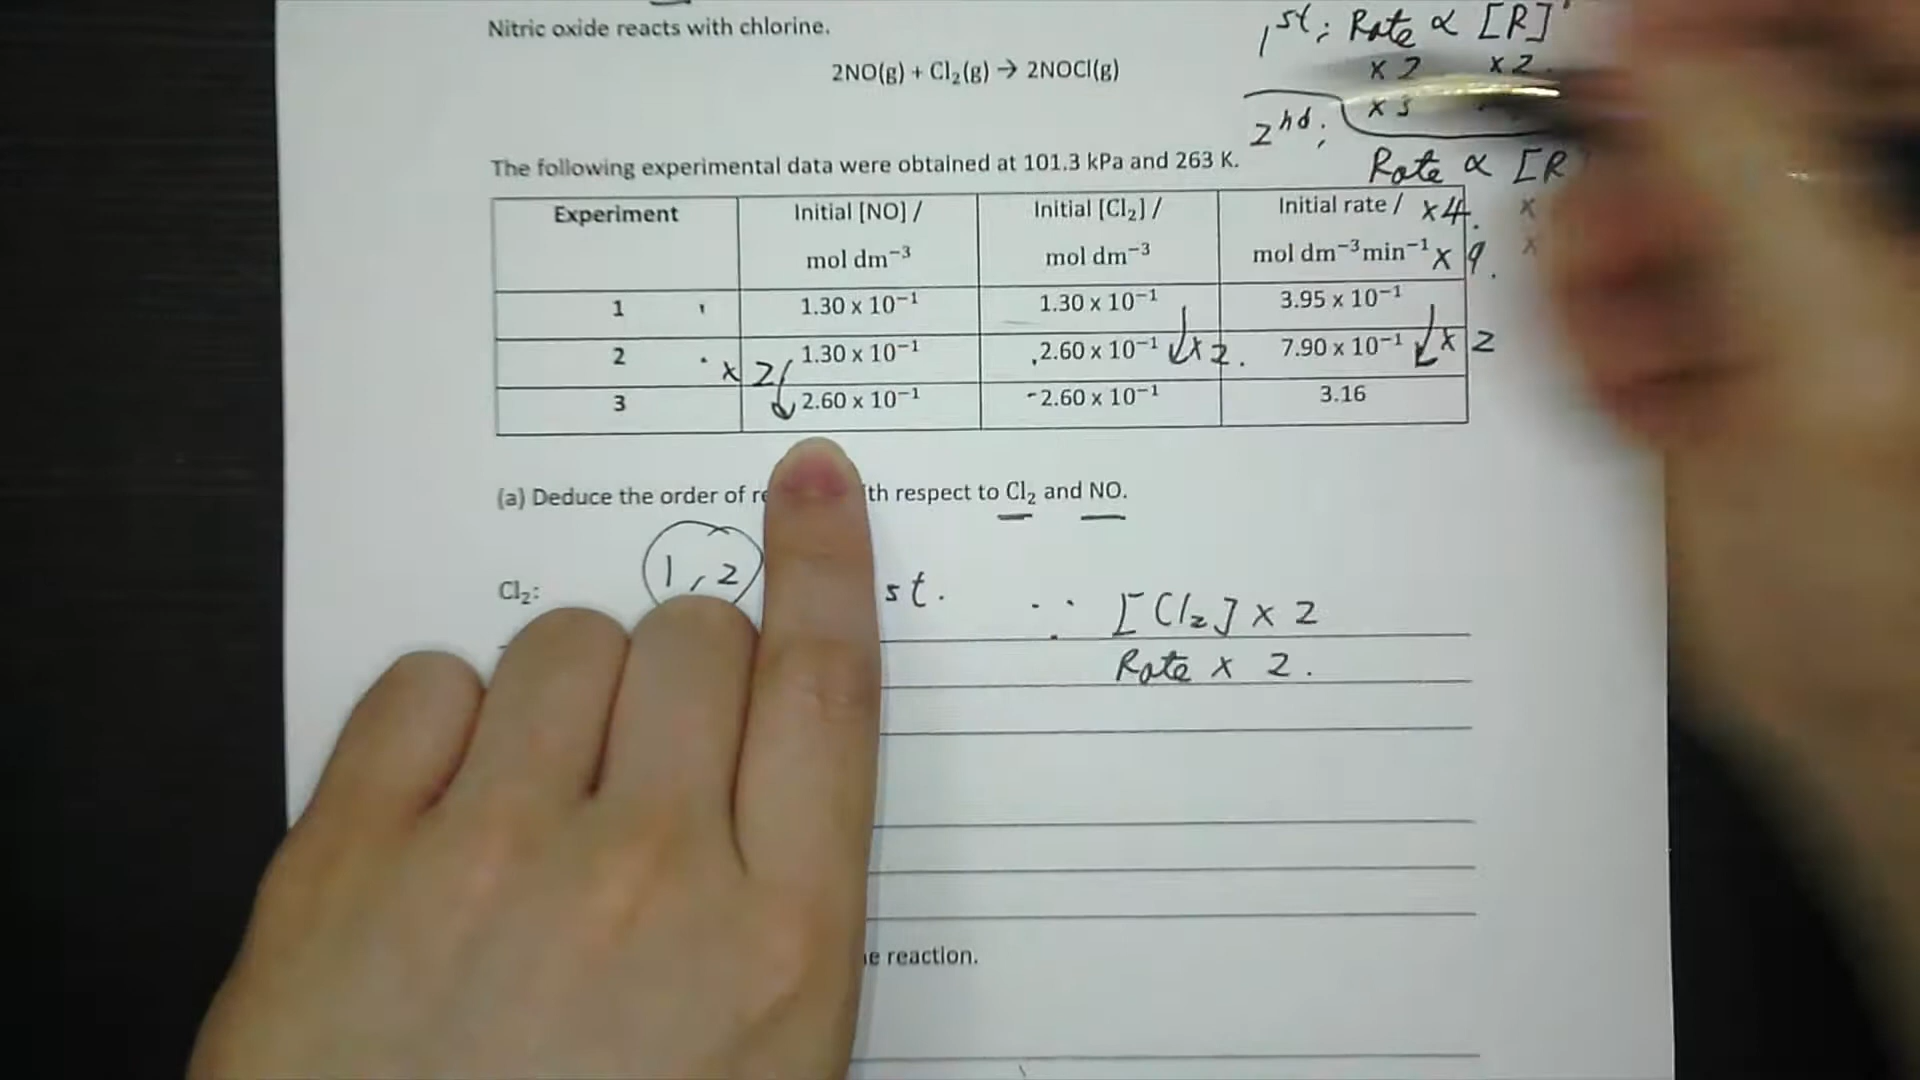 Nitric oxide reacts with chlorine.
2NO(g) + Cl₂(g) → 2NOCl(g)
1st: Rate ∝ [R]'
x 2 x 2.
x 3
2nd:
Rate ∝ [R
x4. x
x 9. x
The following experimental data were obtained at 101.3 kPa and 263 K.
Experiment Initial [NO] / mol dm⁻³ Initial [Cl₂] / mol dm⁻³ Initial rate / mol dm⁻³min⁻¹
1 1.30 x 10⁻¹ 1.30 x 10⁻¹ 3.95 x 10⁻¹
2 1.30 x 10⁻¹ 2.60 x 10⁻¹ 7.90 x 10⁻¹
x 2 x 2. x 2
3 2.60 x 10⁻¹ 2.60 x 10⁻¹ 3.16
(a) Deduce the order of th respect to Cl₂ and NO.
Cl₂: 1, 2 st. ∵ [Cl₂] x 2
Rate x 2.
e reaction.